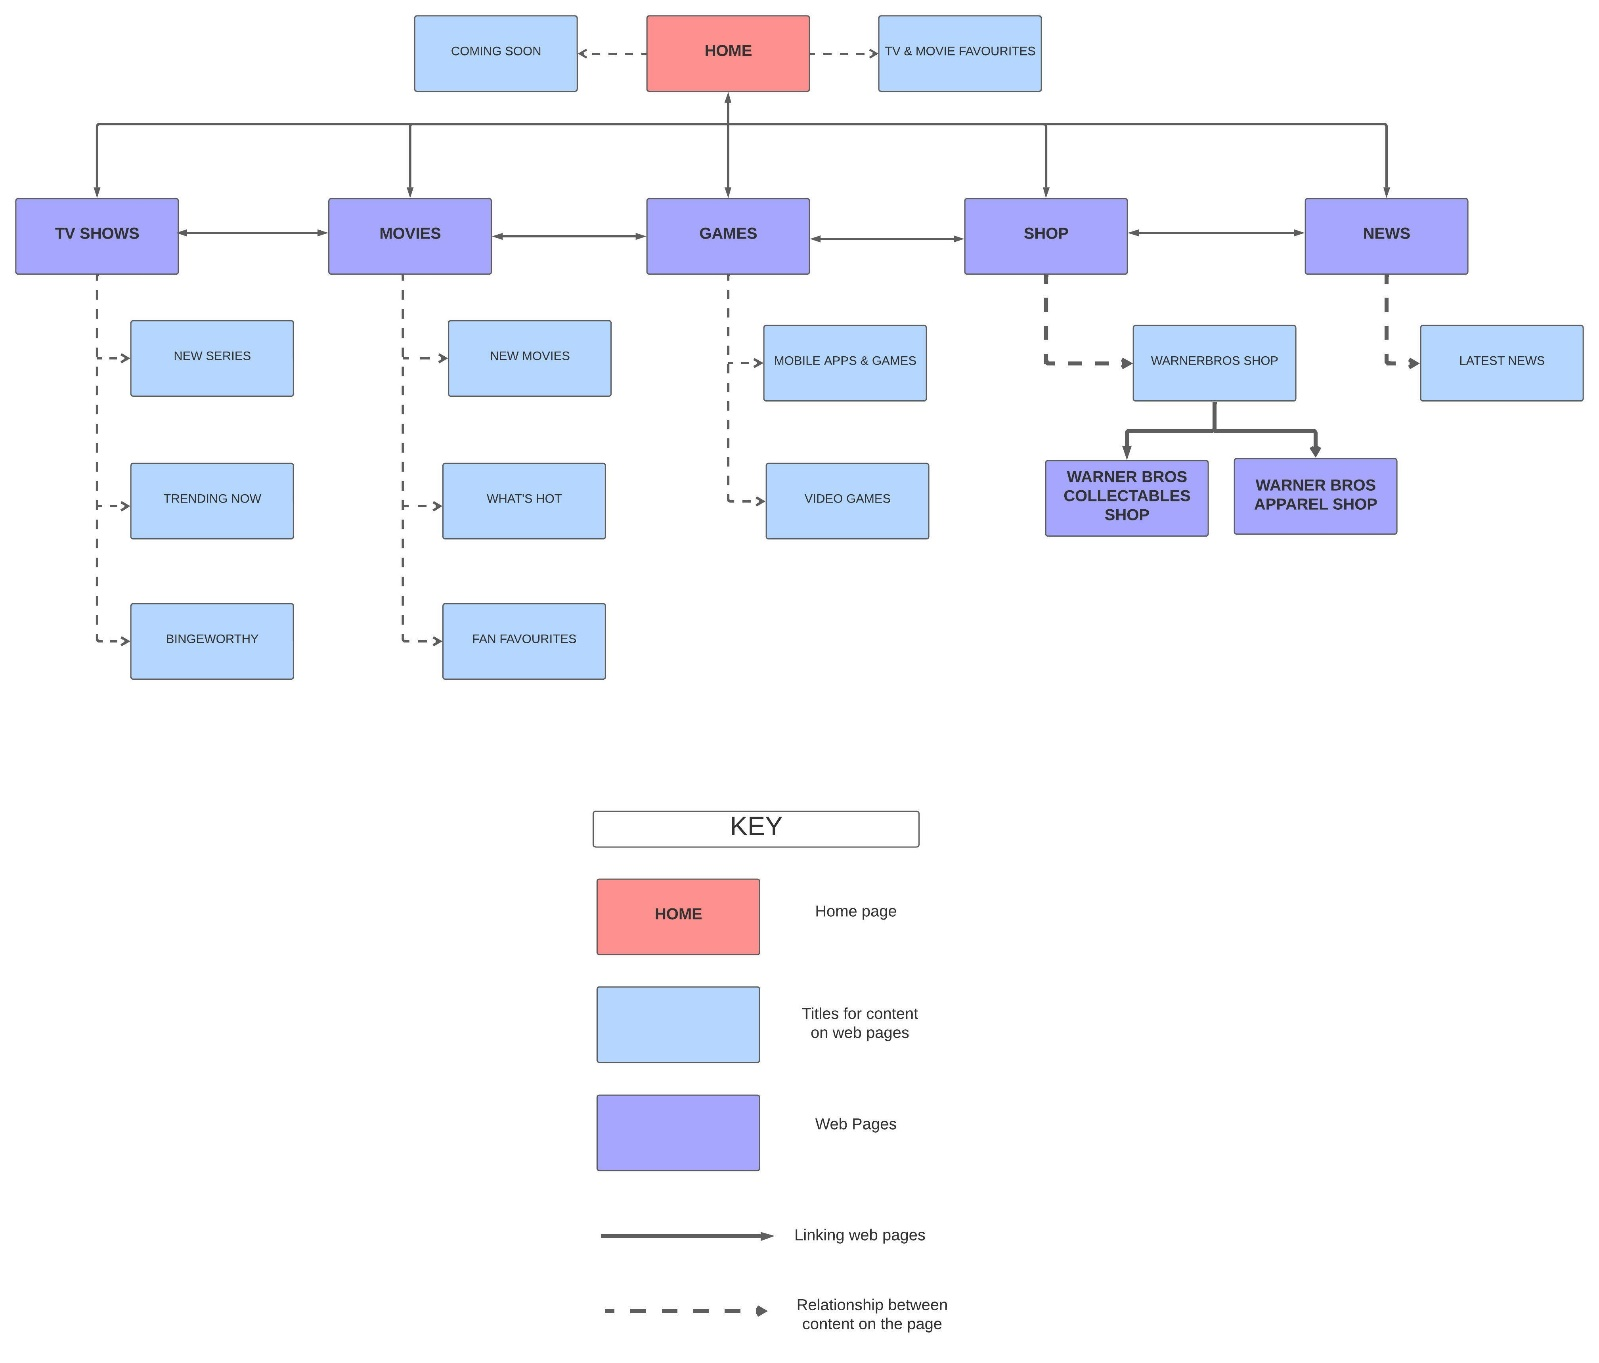 COMING SOON
HOME
TV & MOVIE FAVOURITES
TV SHOWS
MOVIES
GAMES
SHOP
NEWS
NEW SERIES
NEW MOVIES
MOBILE APPS & GAMES
WARNERBROS SHOP
LATEST NEWS
TRENDING NOW
WHAT'S HOT
VIDEO GAMES
WARNER BROS
COLLECTABLES
SHOP
WARNER BROS
APPAREL SHOP
BINGEWORTHY
FAN FAVOURITES
KEY
HOME
Home page
Titles for content
on web pages
Web Pages
Linking web pages
Relationship between
content on the page